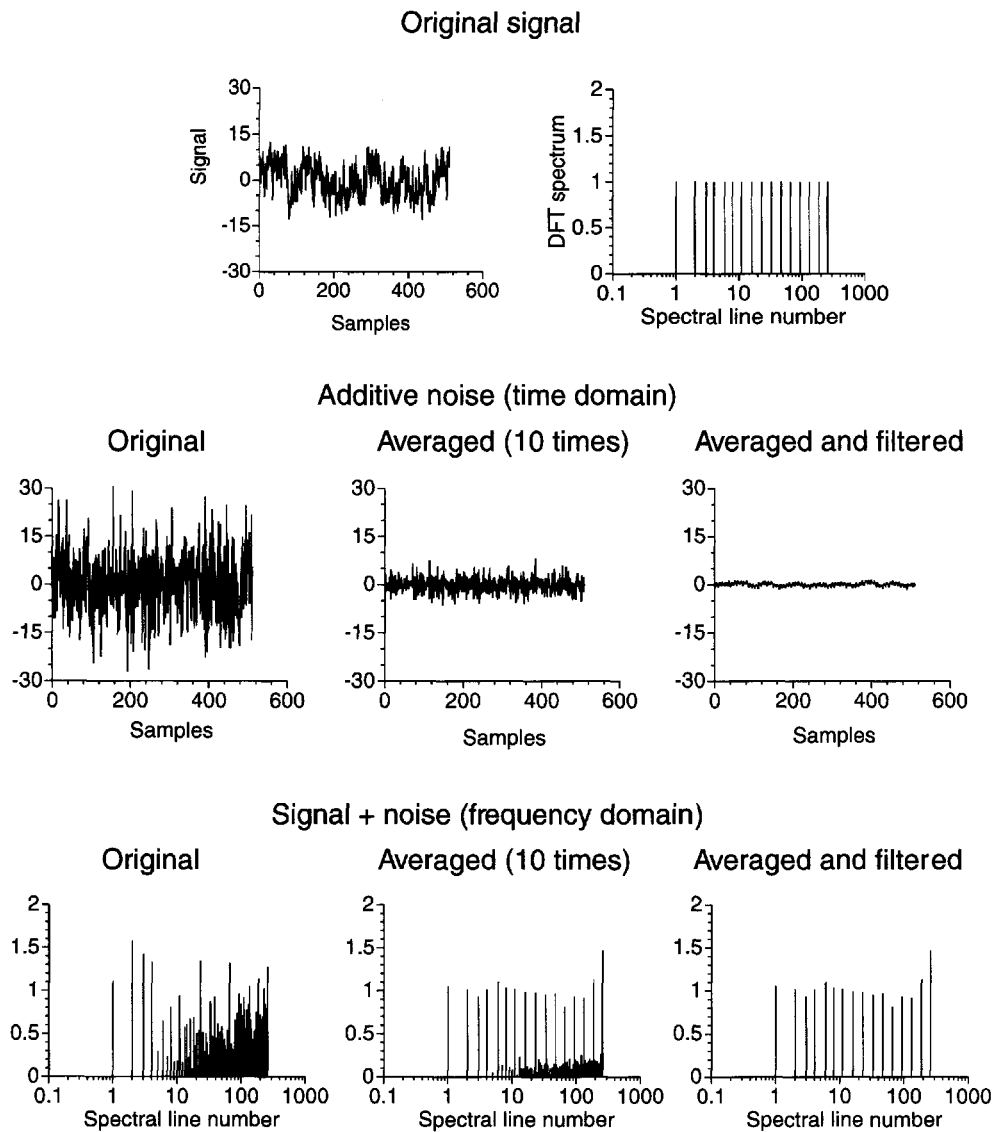 Original signal
30
15
0
-15
-30
Signal
0 200 400 600
Samples
2
1.5
1
0.5
0
DFT spectrum
0.1 1 10 100 1000
Spectral line number
Additive noise (time domain)
Original
30
15
0
-15
-30
0 200 400 600
Samples
Averaged (10 times)
30
15
0
-15
-30
0 200 400 600
Samples
Averaged and filtered
30
15
0
-15
-30
0 200 400 600
Samples
Signal + noise (frequency domain)
Original
2
1.5
1
0.5
0
0.1 1 10 100 1000
Spectral line number
Averaged (10 times)
2
1.5
1
0.5
0
0.1 1 10 100 1000
Spectral line number
Averaged and filtered
2
1.5
1
0.5
0
0.1 1 10 100 1000
Spectral line number